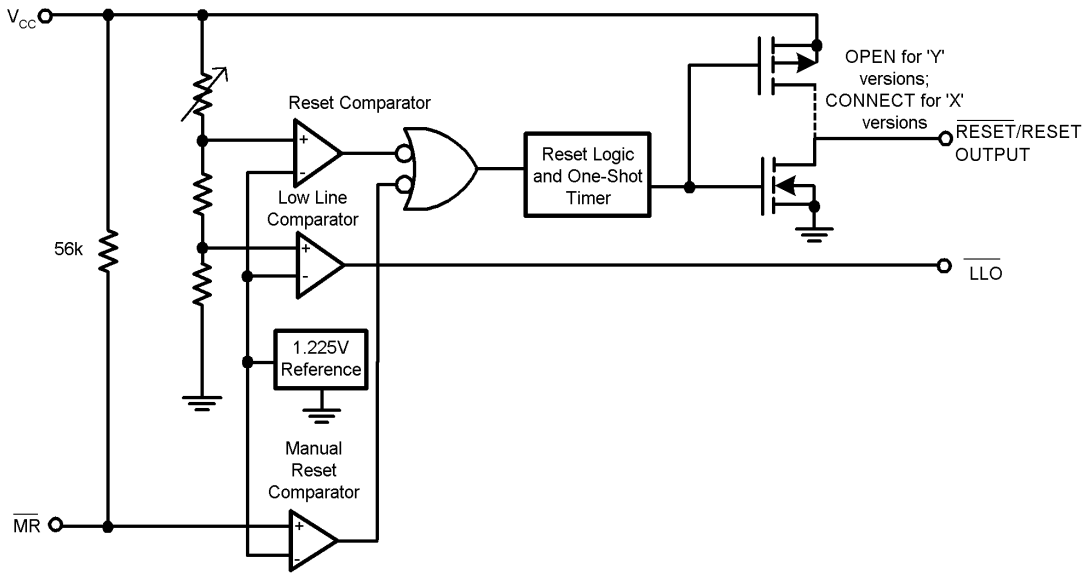 VCC
OPEN for 'Y'
versions;
CONNECT for 'X'
versions
Reset Comparator
+
-
RESET/RESET
OUTPUT
Reset Logic
and One-Shot
Timer
Low Line
Comparator
+
-
56k
LLO
1.225V
Reference
Manual
Reset
Comparator
MR
+
-